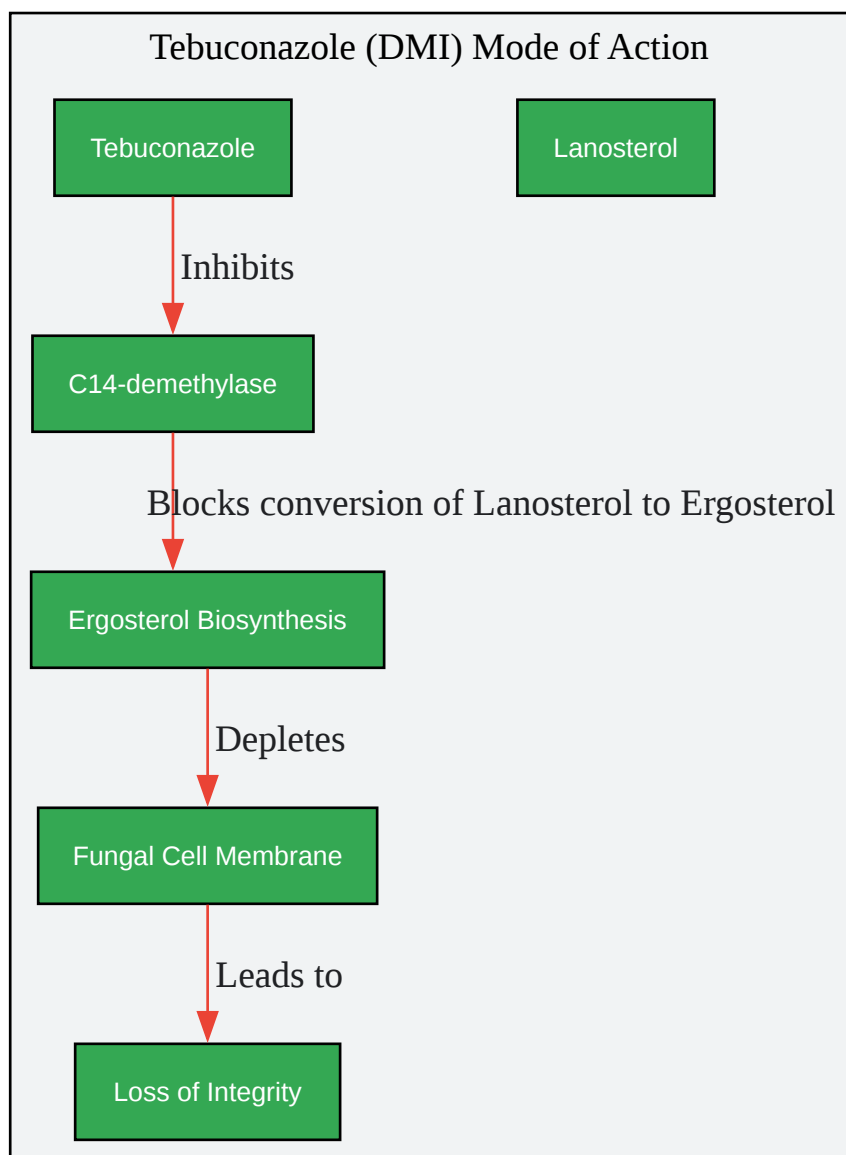 Tebuconazole (DMI) Mode of Action
Tebuconazole
Lanosterol
Inhibits
C14-demethylase
Blocks conversion of Lanosterol to Ergosterol
Ergosterol Biosynthesis
Depletes
Fungal Cell Membrane
Leads to
Loss of Integrity